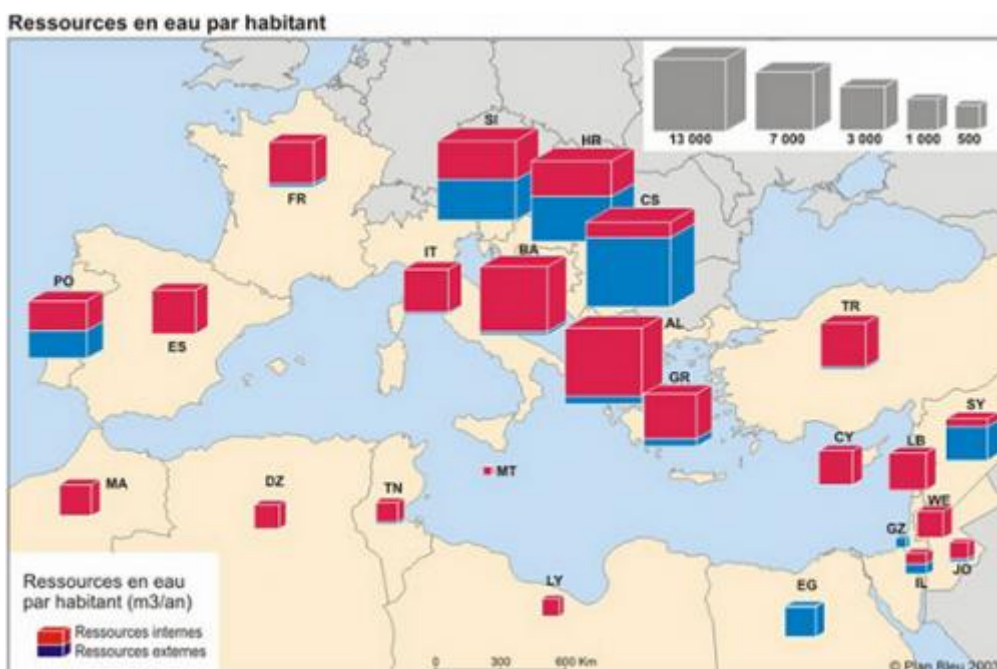 Ressources en eau par habitant
13 000 7 000 3 000 1 000 500
SI
HR
FR
CS
IT
BA
PO
ES
AL
TR
GR
SY
CY
LB
MT
MA
DZ
TN
WE
GZ
IL
JO
LY
EG
Ressources en eau
par habitant (m3/an)
Ressources internes
Ressources externes
0 300 600 Km
© Plan Bleu